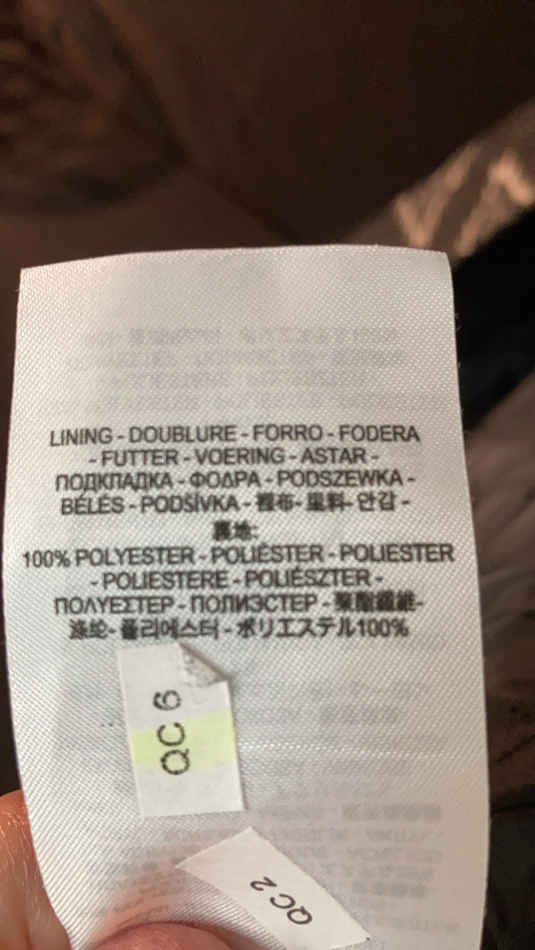 LINING - DOUBLURE - FORRO - FODERA
- FUTTER - VOERING - ASTAR -
ПОДКЛАДКА - ΦΟΔΡΑ - PODSZEWKA -
BÉLÉS - PODŠÍVKA - 裡布- 里料- 안감 -
裏地:
100% POLYESTER - POLIÉSTER - POLIESTER
- POLIESTERE - POLIÉSZTER -
ΠΟΛΥΕΣΤΕΡ - ПОЛИЭСТЕР - 聚酯纖維-
涤纶- 폴리에스터 - ポリエステル100%
QC 6
QC 2